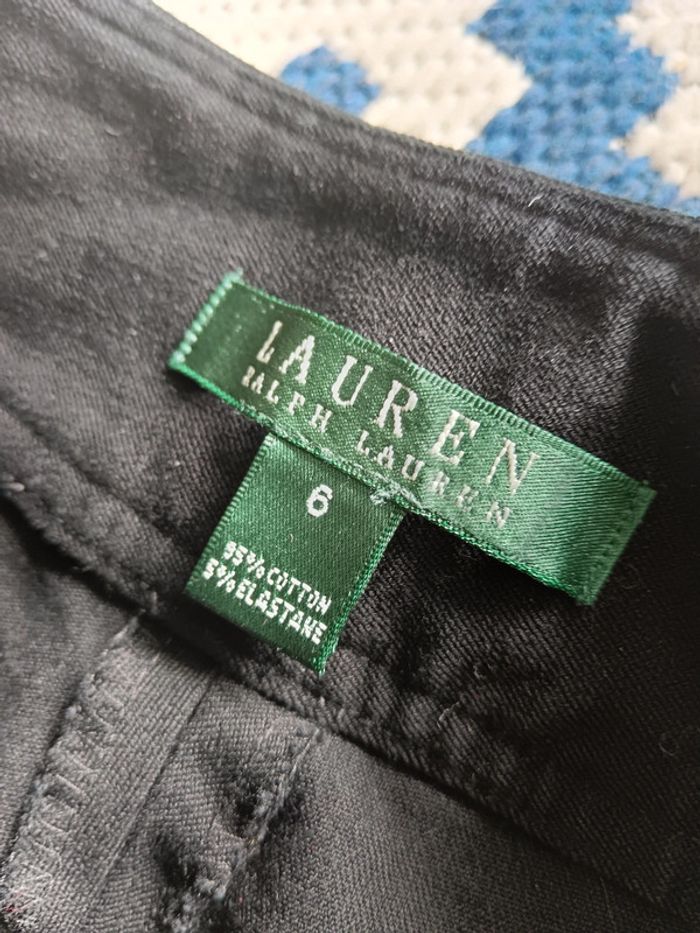 LAUREN
RALPH LAUREN
6
95% COTTON
5% ELASTANE